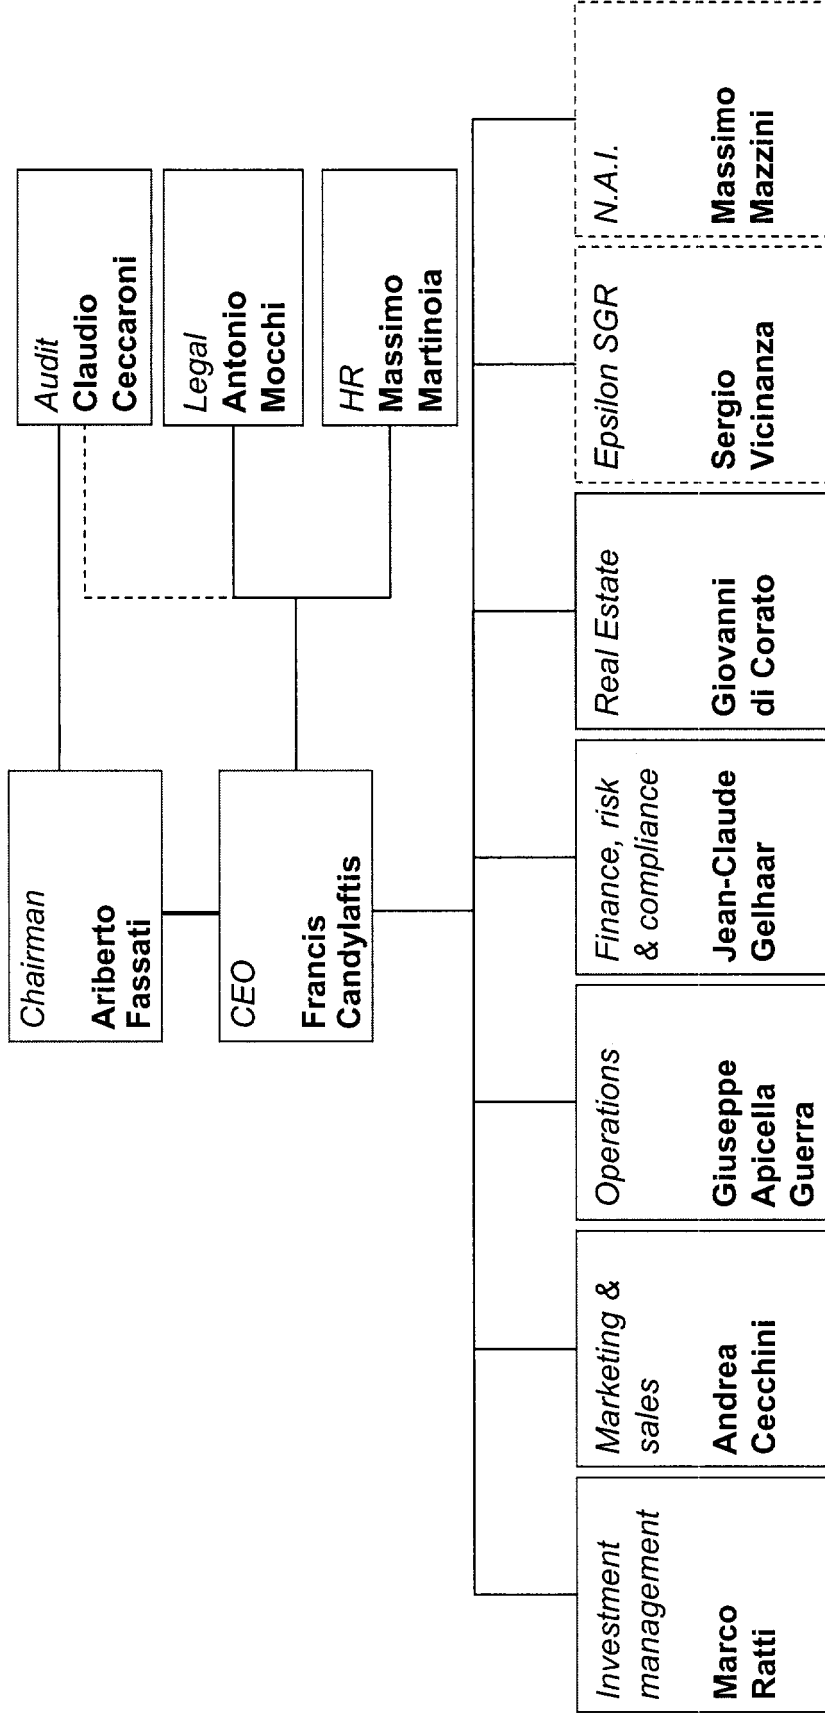 Chairman
Ariberto
Fassati
CEO
Francis
Candylaftis
Audit
Claudio
Ceccaroni
Legal
Antonio
Mocchi
HR
Massimo
Martinoia
Investment
management
Marco
Ratti
Marketing &
sales
Andrea
Cecchini
Operations
Giuseppe
Apicella
Guerra
Finance, risk
& compliance
Jean-Claude
Gelhaar
Real Estate
Giovanni
di Corato
Epsilon SGR
Sergio
Vicinanza
N.A.I.
Massimo
Mazzini